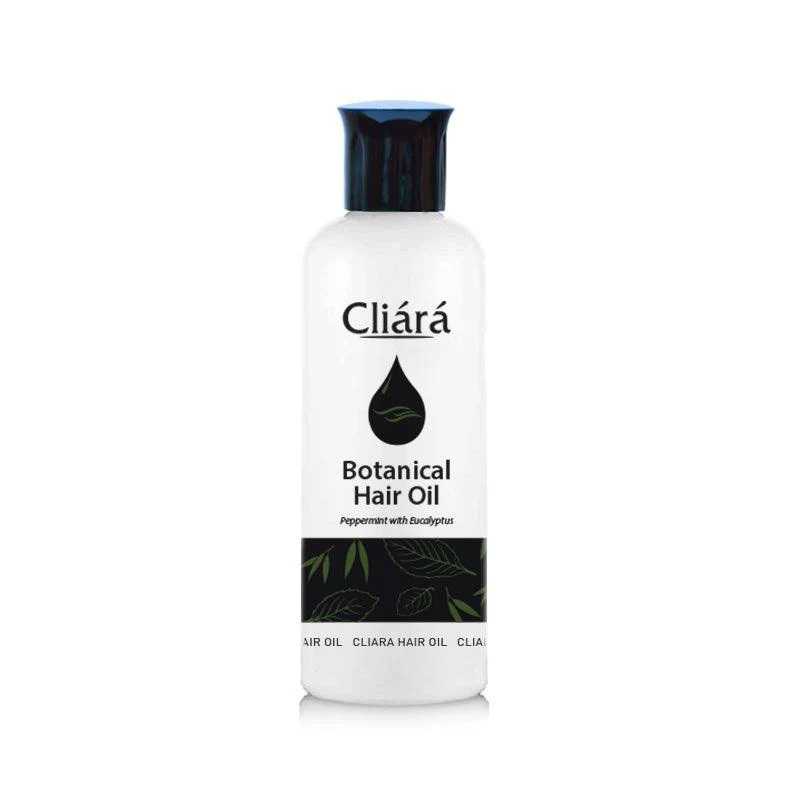 Cliárá
Botanical
Hair Oil
Peppermint with Eucalyptus
AIR OIL CLIARA HAIR OIL CLIA